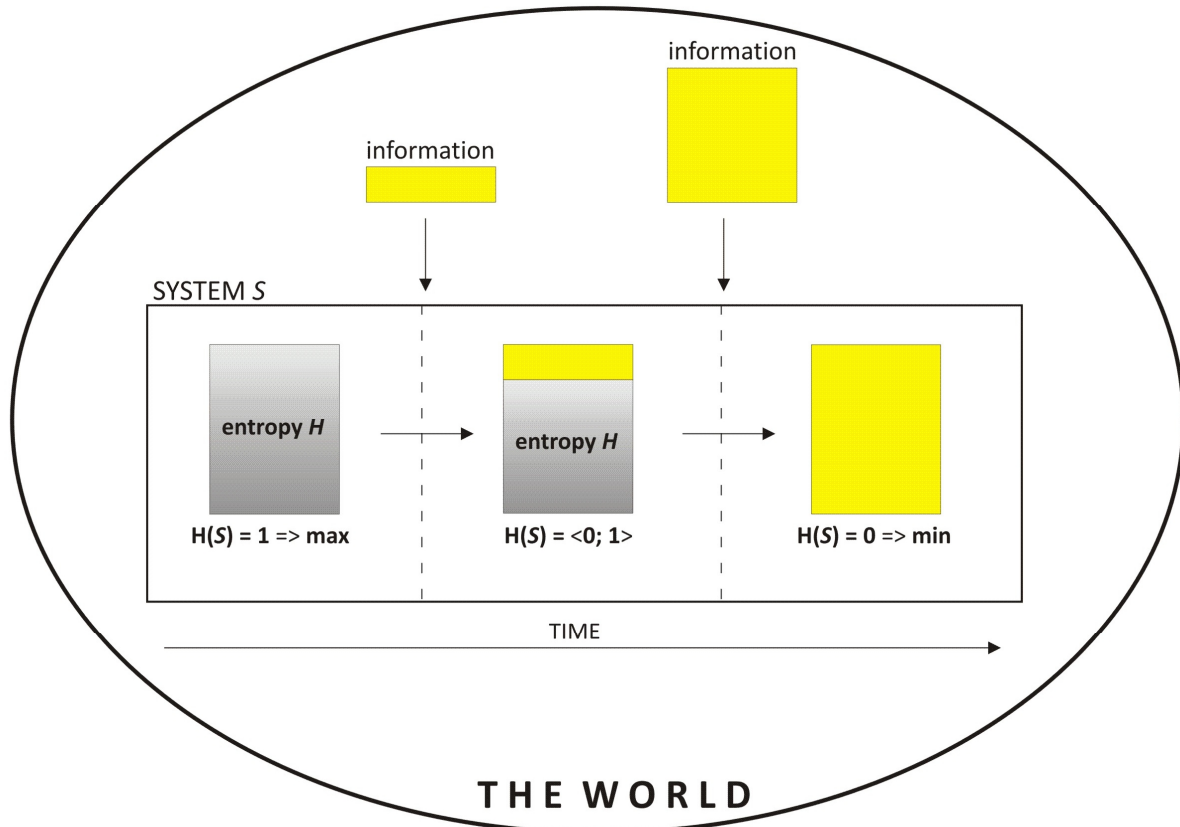 information
information
SYSTEM S
entropy H
entropy H
H(S) = 1 => max
H(S) = <0; 1>
H(S) = 0 => min
TIME
THE WORLD